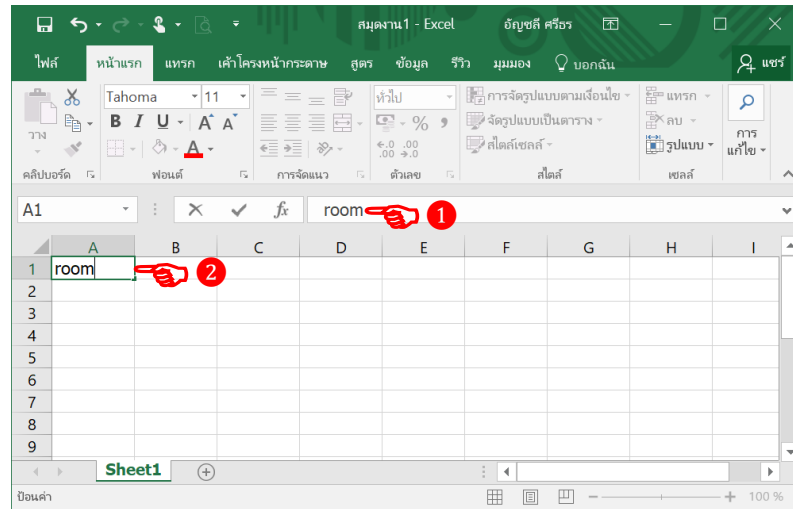 สมุดงาน1 - Excel อัญชลี ศรีธร
ไฟล์ หน้าแรก แทรก เค้าโครงหน้ากระดาษ สูตร ข้อมูล รีวิว มุมมอง บอกฉัน แชร์
Tahoma 11 ทั่วไป การจัดรูปแบบตามเงื่อนไข แทรก
วาง B I U A A % จัดรูปแบบเป็นตาราง ลบ การแก้ไข
A .0 .00 .00 .0 สไตล์เซลล์ รูปแบบ
คลิปบอร์ด ฟอนต์ การจัดแนว ตัวเลข สไตล์ เซลล์
A1 fx room 1
A B C D E F G H I
1 room 2
2
3
4
5
6
7
8
9
Sheet1
ป้อนค่า 100 %